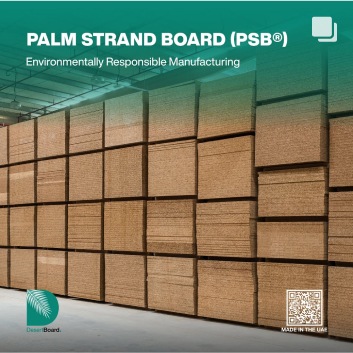 PALM STRAND BOARD (PSB®)
Environmentally Responsible Manufacturing
DesertBoard.
MADE IN THE UAE